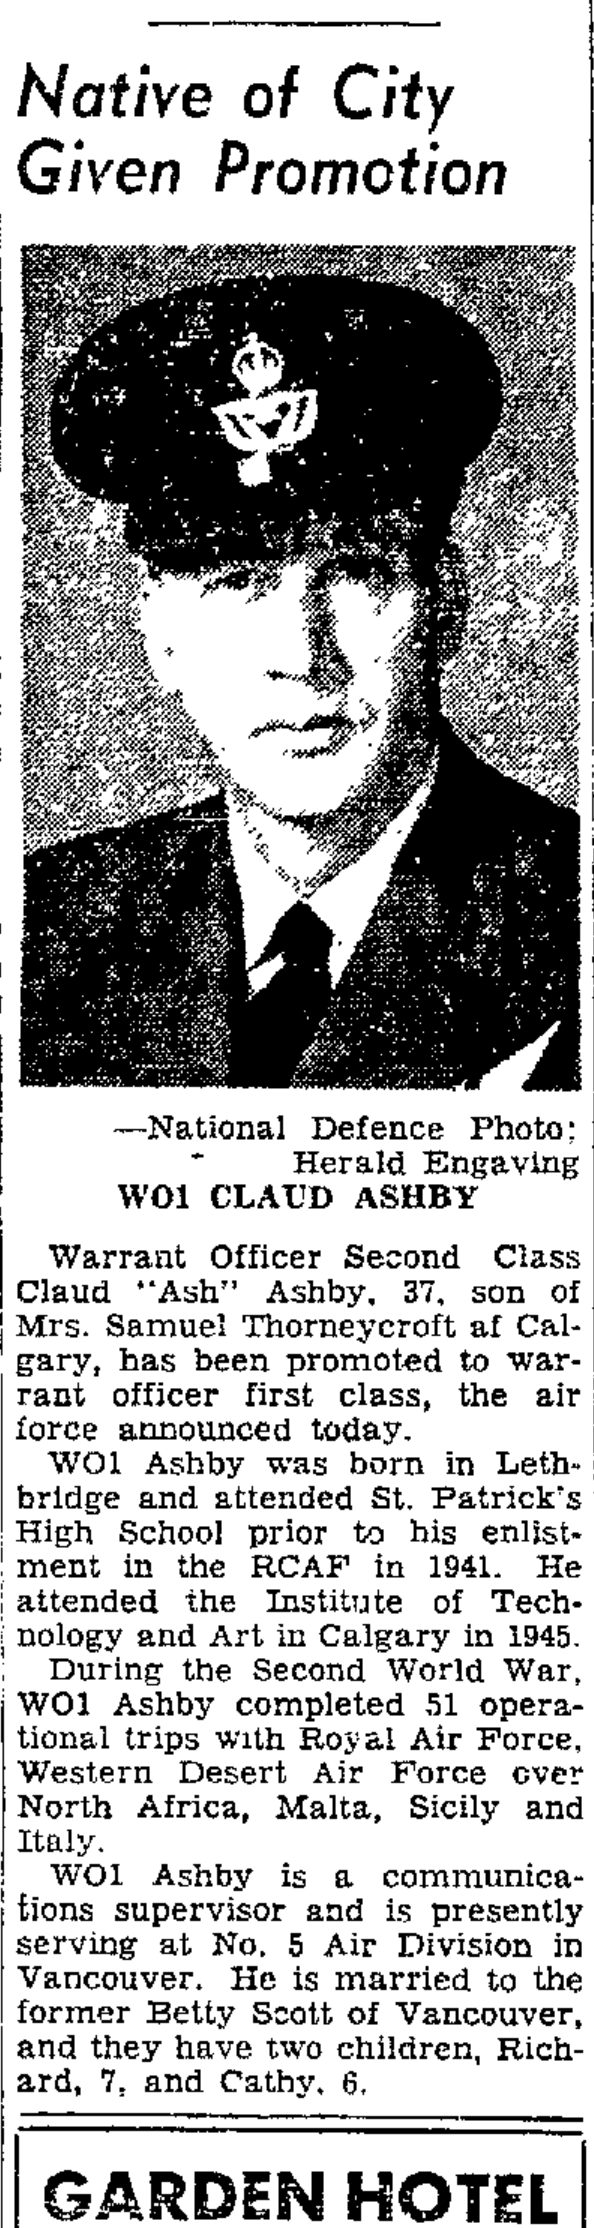 Native of City
Given Promotion
—National Defence Photo;
Herald Engaving
WO1 CLAUD ASHBY
Warrant Officer Second Class
Claud "Ash" Ashby, 37, son of
Mrs. Samuel Thorneycroft af Cal-
gary, has been promoted to war-
rant officer first class, the air
force announced today.
WO1 Ashby was born in Leth-
bridge and attended St. Patrick's
High School prior to his enlist-
ment in the RCAF in 1941. He
attended the Institute of Tech-
nology and Art in Calgary in 1945.
During the Second World War,
WO1 Ashby completed 51 opera-
tional trips with Royal Air Force,
Western Desert Air Force over
North Africa, Malta, Sicily and
Italy.
WO1 Ashby is a communica-
tions supervisor and is presently
serving at No. 5 Air Division in
Vancouver. He is married to the
former Betty Scott of Vancouver,
and they have two children, Rich-
ard, 7, and Cathy, 6.
GARDEN HOTEL